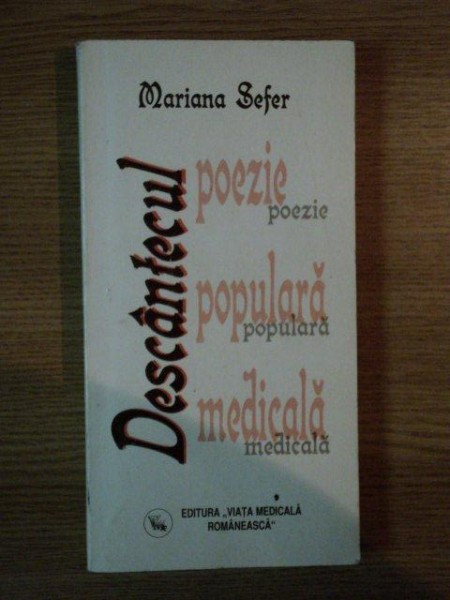 Mariana Sefer
Descântecul
poezie
poezie
populară
populară
medicală
medicală
EDITURA „VIAȚA MEDICALĂ
ROMÂNEASCĂ"